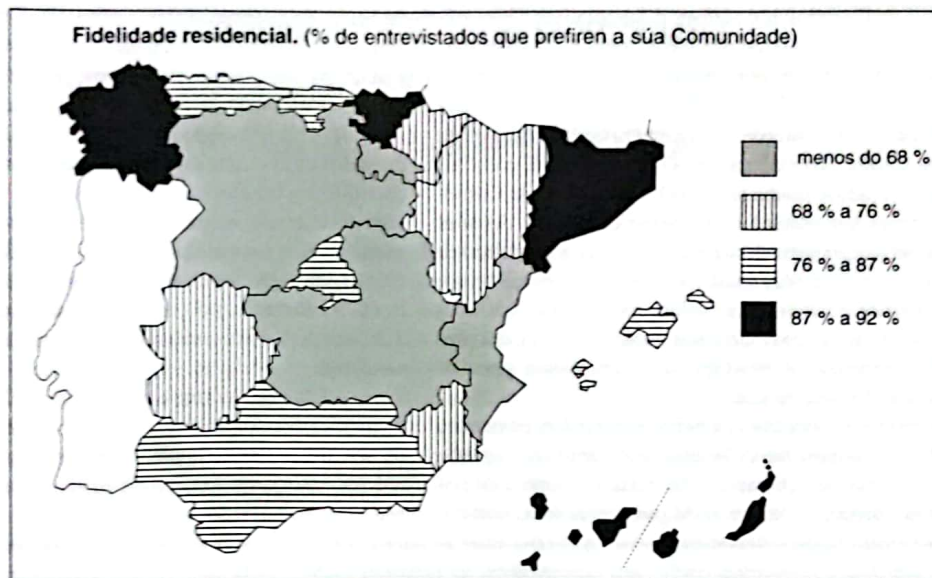 Fidelidade residencial. (% de entrevistados que prefiren a súa Comunidade)
menos do 68 %
68 % a 76 %
76 % a 87 %
87 % a 92 %